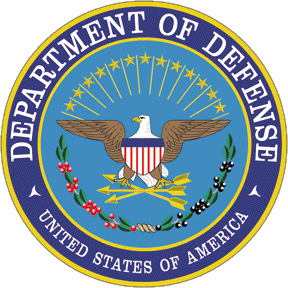 DEPARTMENT OF DEFENSE
UNITED STATES OF AMERICA